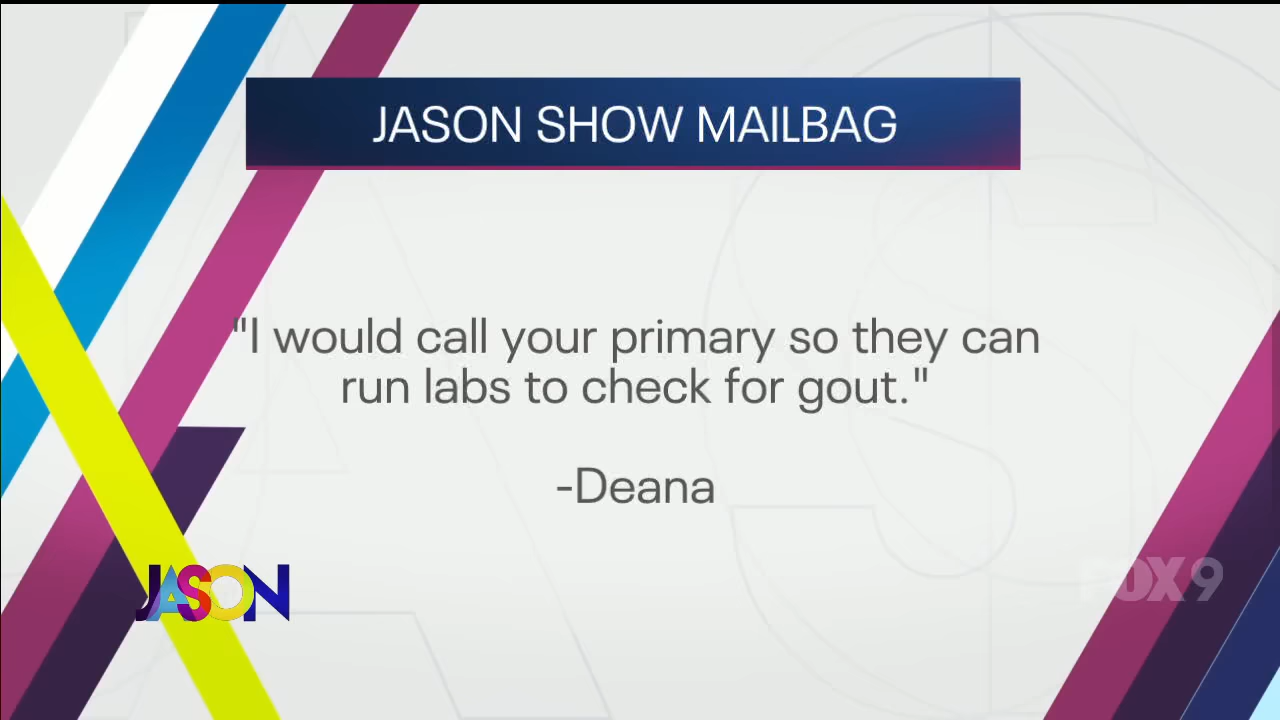 JASON SHOW MAILBAG
"I would call your primary so they can
run labs to check for gout."
-Deana
JASON
FOX 9